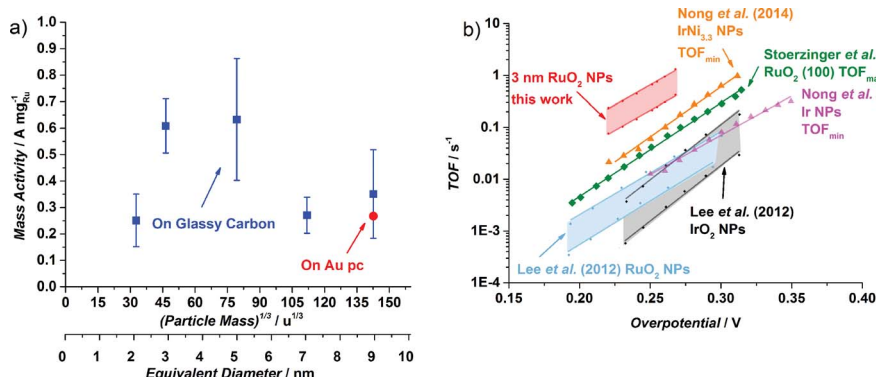 a)
Mass Activity / A mg⁻¹Ru
1.0
0.9
0.8
0.7
0.6
0.5
0.4
0.3
0.2
0.1
0.0
On Glassy Carbon
On Au pc
0 15 30 45 60 75 90 105 120 135 150
(Particle Mass)^1/3 / u^1/3
0 1 2 3 4 5 6 7 8 9 10
Equivalent Diameter / nm
b)
TOF / s⁻¹
10
1
0.1
0.01
1E-3
1E-4
Nong et al. (2014)
IrNi3.3 NPs
TOFmin
Stoerzinger et
RuO2 (100) TOFma
3 nm RuO2 NPs
this work
Nong et al.
Ir NPs
TOFmin
Lee et al. (2012)
IrO2 NPs
Lee et al. (2012) RuO2 NPs
0.15 0.20 0.25 0.30 0.35 0.40
Overpotential / V